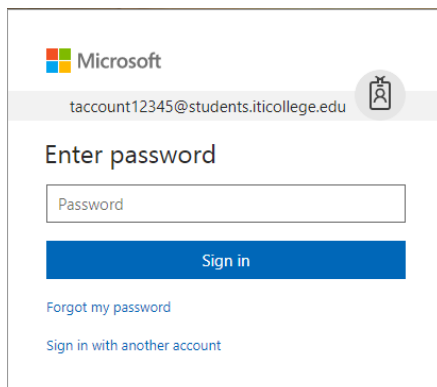 Microsoft
taccount12345@students.iticollege.edu
Enter password
Password
Sign in
Forgot my password
Sign in with another account